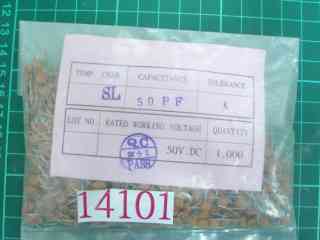 TEMP. CHAR. CAPACITANCE TOLERANCE
SL 50PF K
LOT NO. RATED WORKING VOLTAGE QUANTITY
QC PASS 50V.DC 1,000
14101